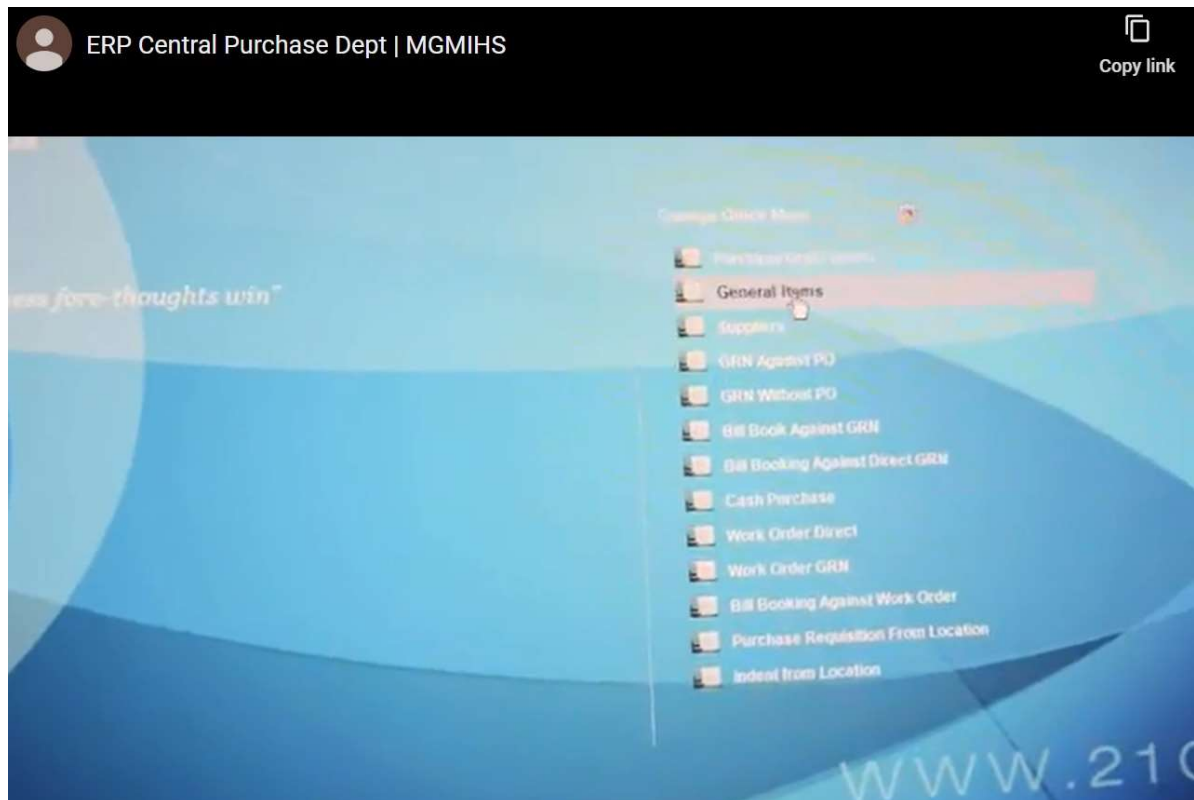 ERP Central Purchase Dept | MGMIHS
Copy link
fore-thoughts win"
General Items
Suppliers
GRN Against PO
GRN Without PO
Bill Book Against GRN
Bill Booking Against Direct GRN
Cash Purchase
Work Order Direct
Work Order GRN
Bill Booking Against Work Order
Purchase Requisition From Location
Indent from Location
WWW.21